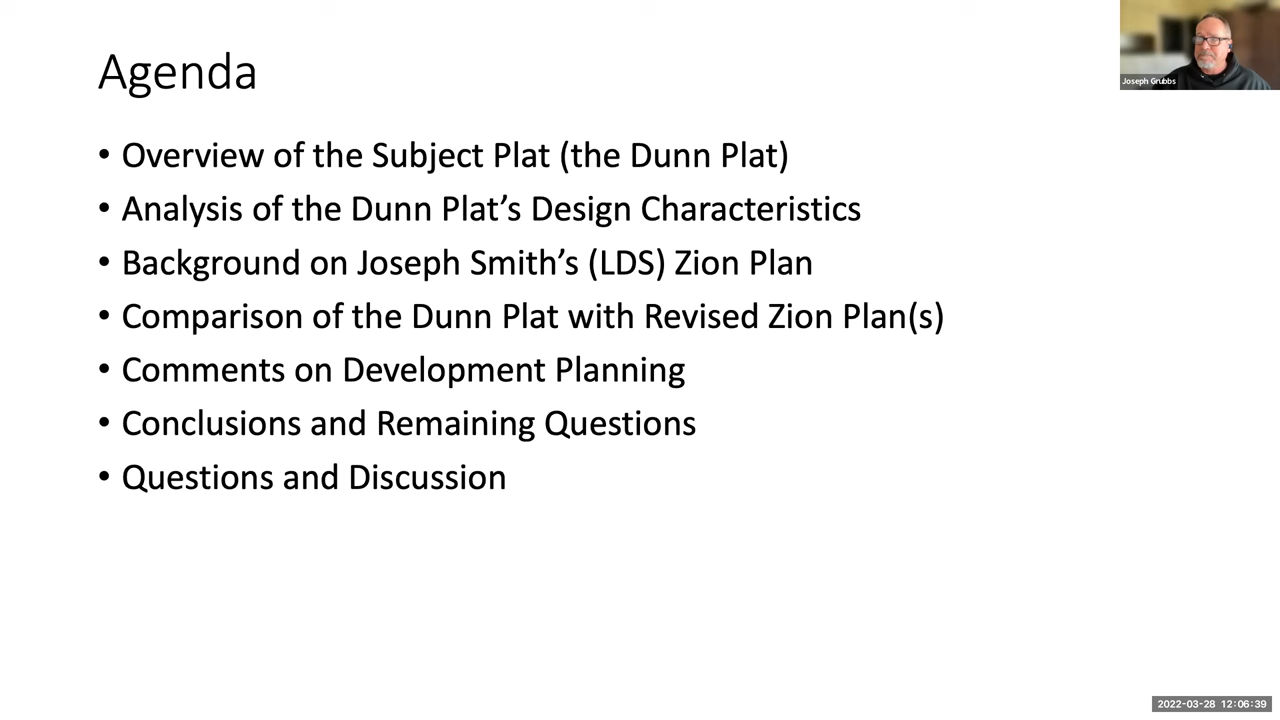 Agenda
• Overview of the Subject Plat (the Dunn Plat)
• Analysis of the Dunn Plat’s Design Characteristics
• Background on Joseph Smith’s (LDS) Zion Plan
• Comparison of the Dunn Plat with Revised Zion Plan(s)
• Comments on Development Planning
• Conclusions and Remaining Questions
• Questions and Discussion
Joseph Grubbs
2022-03-28 12:06:39